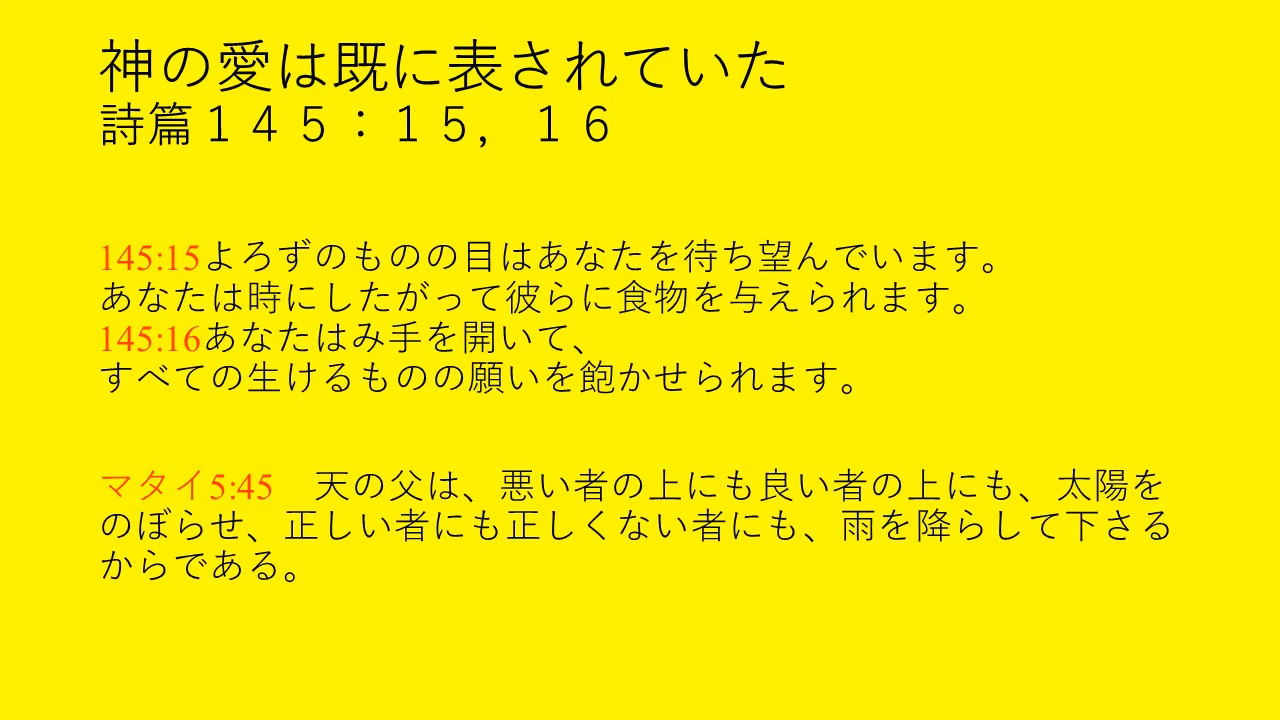 神の愛は既に表されていた
詩篇１４５：１５，１６
145:15よろずのものの目はあなたを待ち望んでいます。
あなたは時にしたがって彼らに食物を与えられます。
145:16あなたはみ手を開いて、
すべての生けるものの願いを飽かせられます。
マタイ5:45　天の父は、悪い者の上にも良い者の上にも、太陽を
のぼらせ、正しい者にも正しくない者にも、雨を降らして下さる
からである。